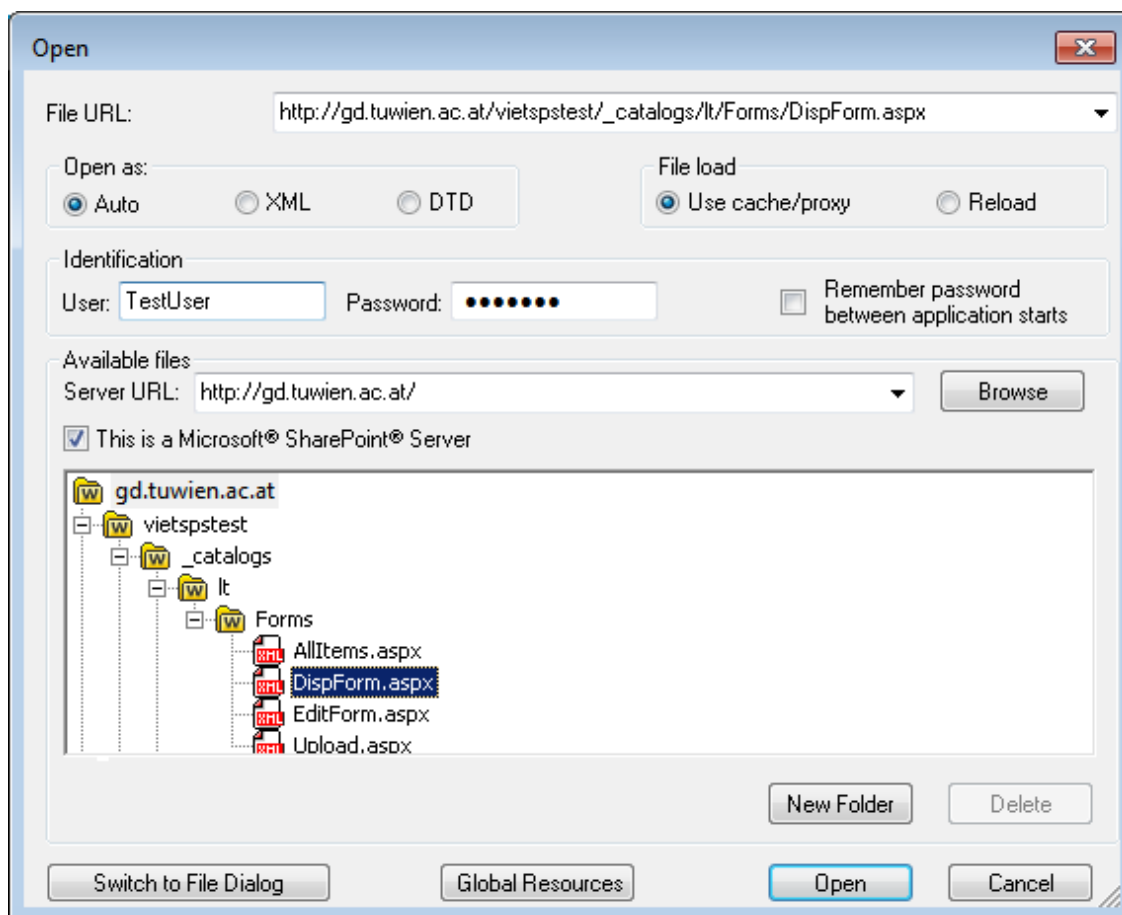 Open
File URL: http://gd.tuwien.ac.at/vietspstest/_catalogs/lt/Forms/DispForm.aspx
Open as: File load
Auto XML DTD Use cache/proxy Reload
Identification
User: TestUser Password: ●●●●●●● Remember password
between application starts
Available files
Server URL: http://gd.tuwien.ac.at/ Browse
This is a Microsoft® SharePoint® Server
gd.tuwien.ac.at
vietspstest
_catalogs
lt
Forms
XML AllItems.aspx
XML DispForm.aspx
XML EditForm.aspx
XML Upload.aspx
New Folder Delete
Switch to File Dialog Global Resources Open Cancel